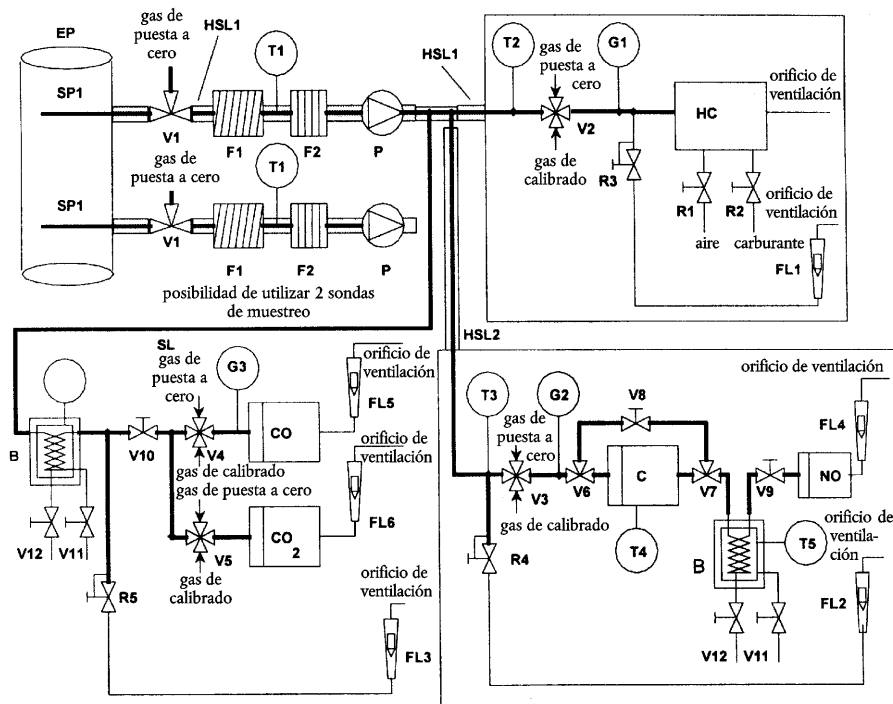 EP
gas de
puesta a
cero
HSL1
T1
SP1
V1
F1
F2
P
gas de
puesta a cero
T1
SP1
V1
F1
F2
P
posibilidad de utilizar 2 sondas
de muestreo
HSL1
T2
gas de
puesta a
cero
G1
orificio de
ventilación
HC
V2
gas de
calibrado
R3
R1
R2
aire
carburante
orificio de
ventilación
FL1
HSL2
SL
gas de
puesta a
cero
G3
orificio de
ventilación
FL5
CO
B
V10
V4
gas de calibrado
gas de puesta a cero
orificio de
ventilación
FL6
CO2
V5
gas de
calibrado
V12
V11
R5
orificio de
ventilación
FL3
T3
gas de
puesta a
cero
G2
V8
orificio de ventilación
FL4
C
NO
V3
V6
V7
V9
gas de calibrado
T4
R4
B
T5
orificio de
ventila-
ción
FL2
V12
V11